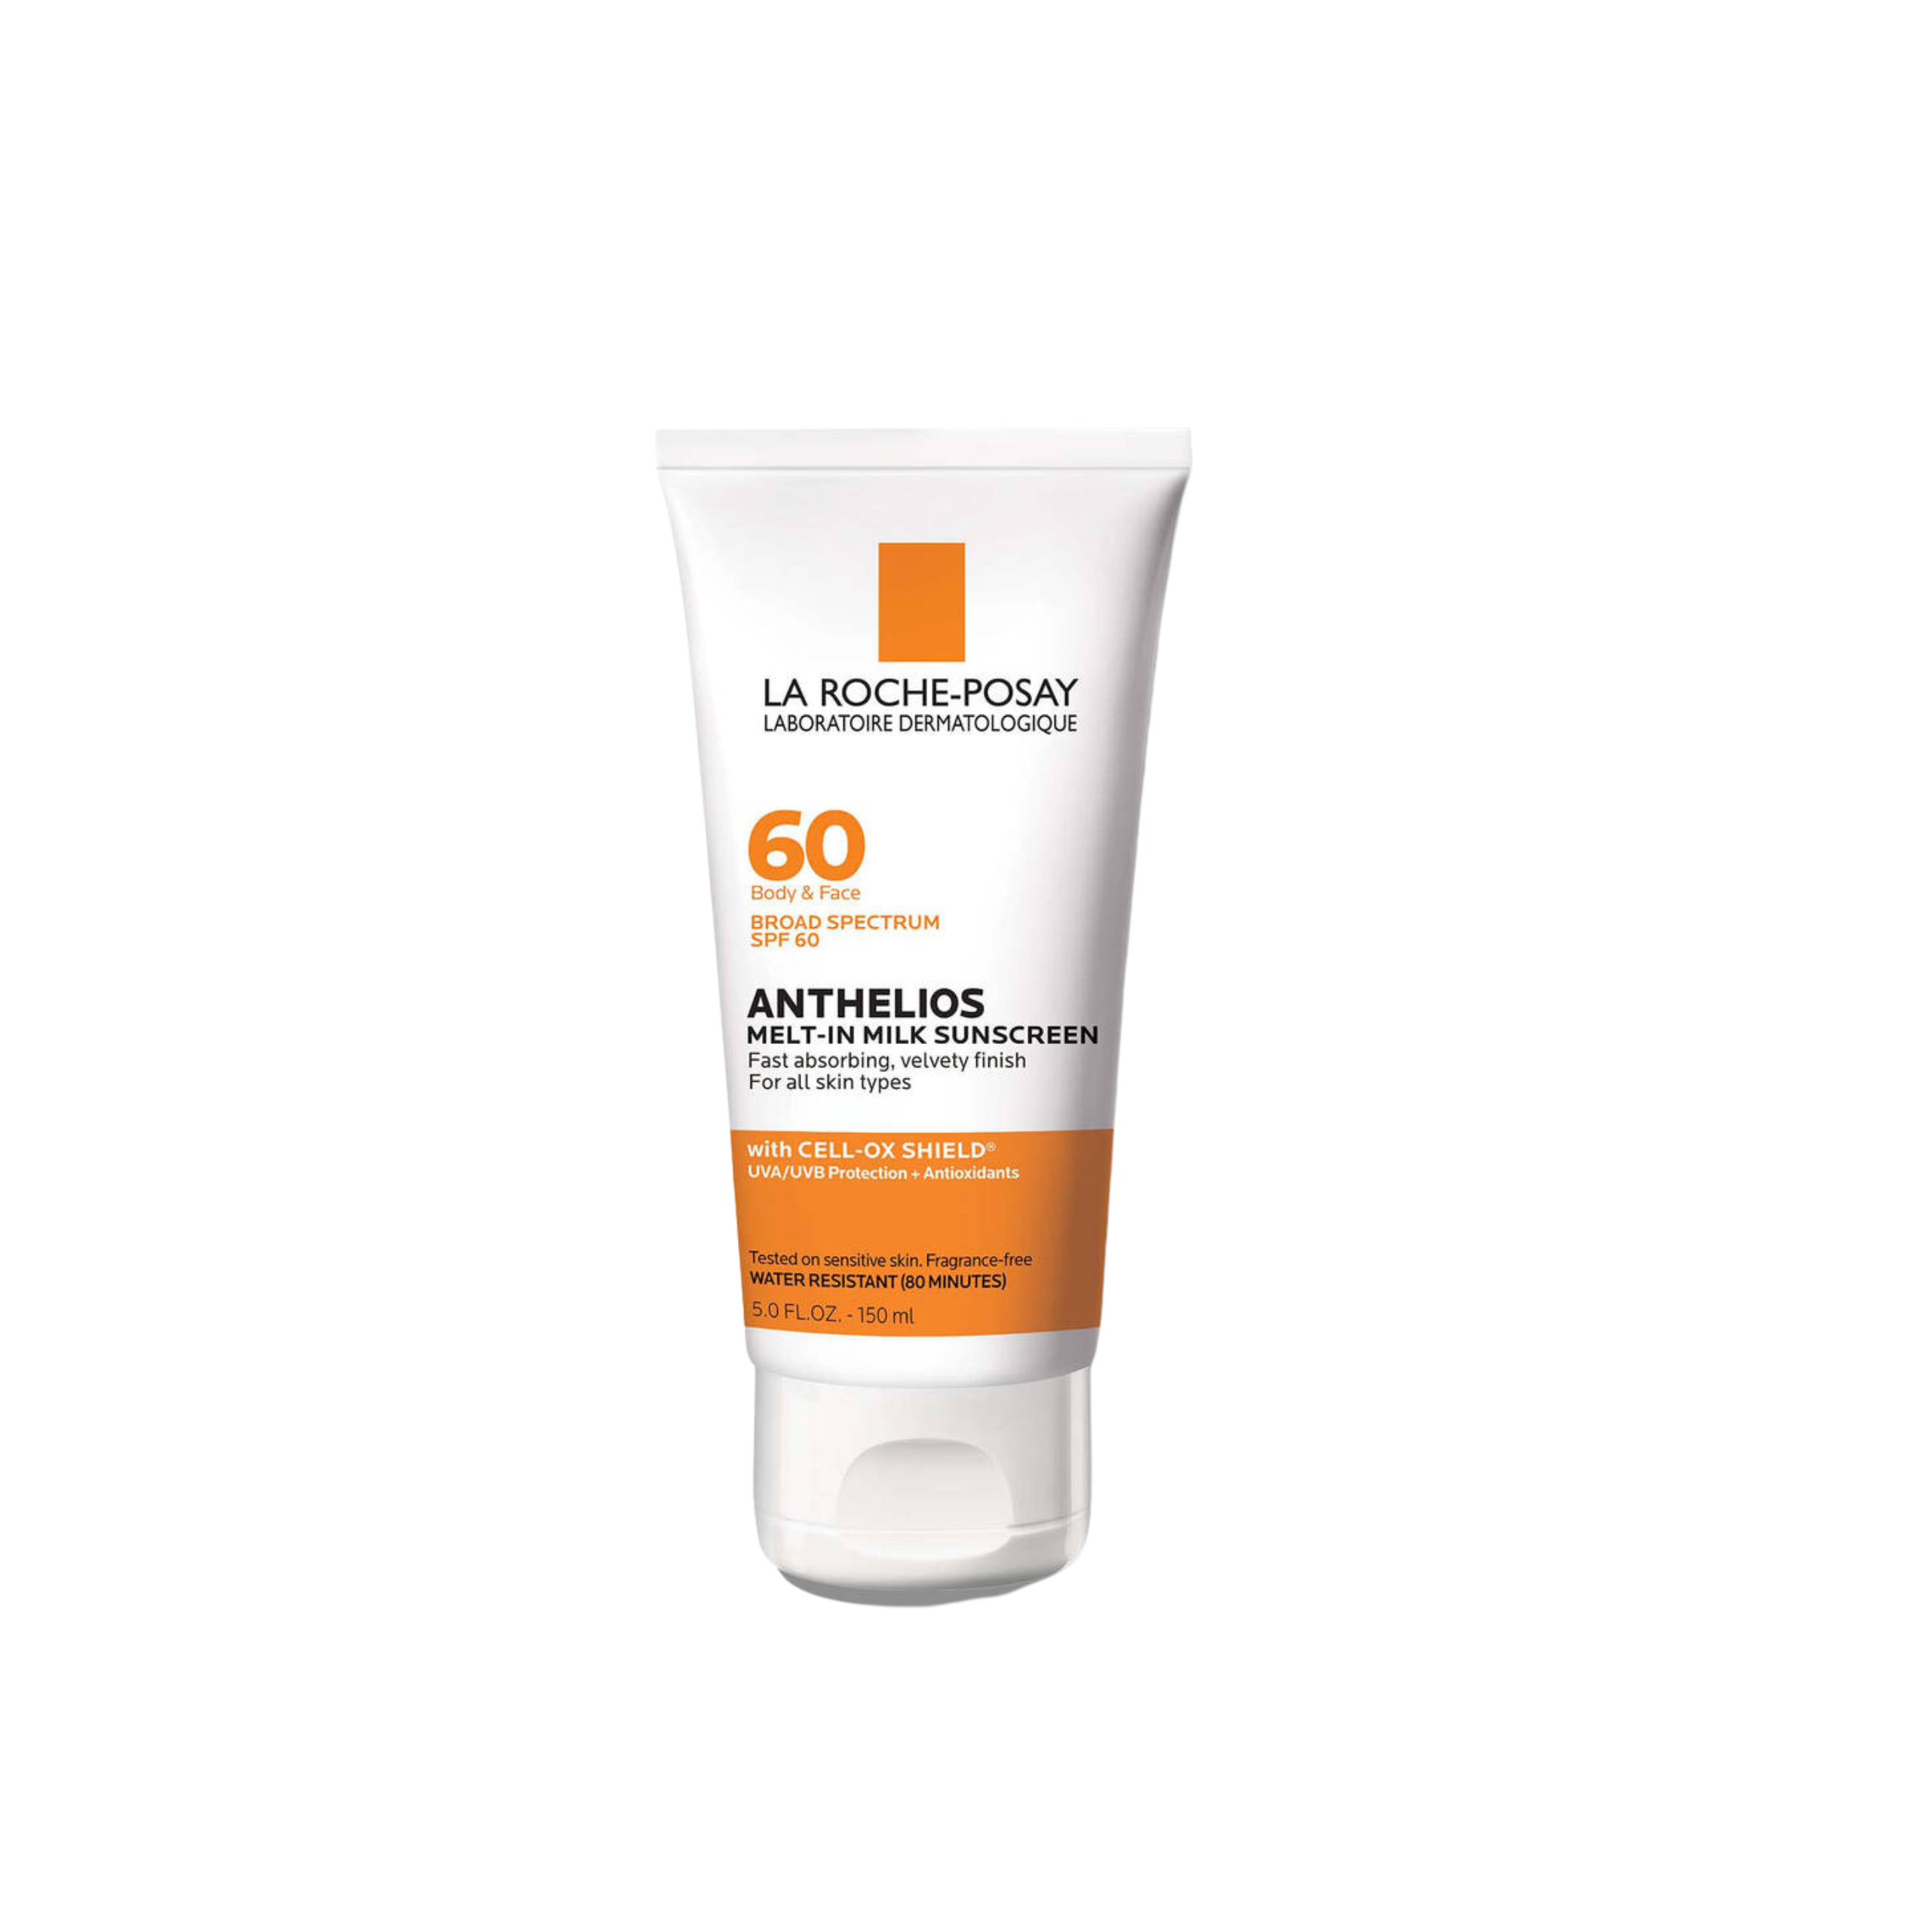 LA ROCHE-POSAY
LABORATOIRE DERMATOLOGIQUE
60
Body & Face
BROAD SPECTRUM
SPF 60
ANTHELIOS
MELT-IN MILK SUNSCREEN
Fast absorbing, velvety finish
For all skin types
with CELL-OX SHIELD®
UVA/UVB Protection + Antioxidants
Tested on sensitive skin. Fragrance-free
WATER RESISTANT (80 MINUTES)
5.0 FL.OZ. - 150 ml